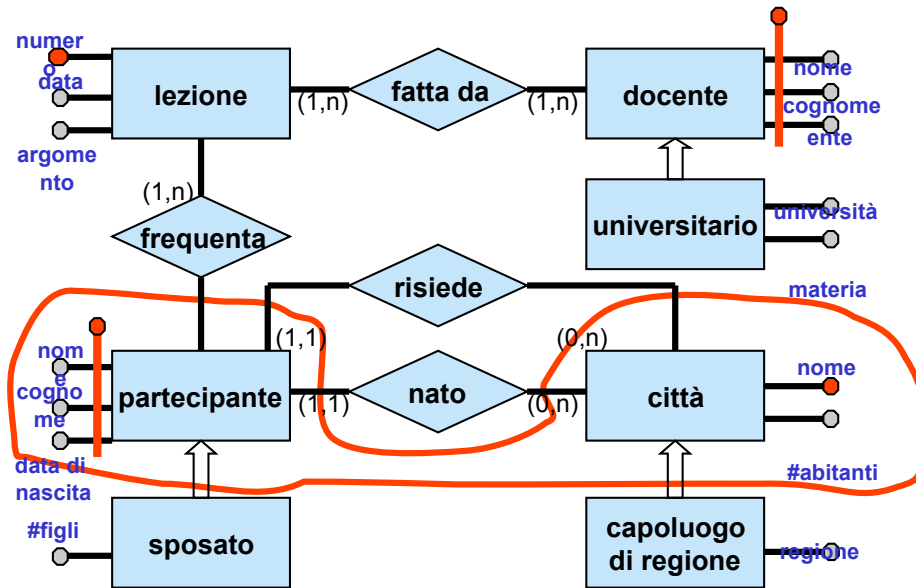 numer
o
data
argome
nto
lezione
(1,n)
fatta da
(1,n)
docente
nome
cognome
ente
(1,n)
frequenta
universitario
università
materia
risiede
(1,1)
(0,n)
nom
e
cogno
me
data di
nascita
partecipante
(1,1)
nato
(0,n)
città
nome
#abitanti
#figli
sposato
capoluogo
di regione
regione